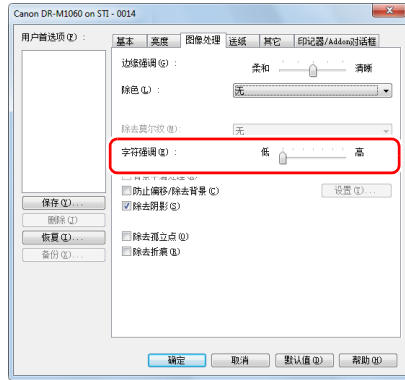 Canon DR-M1060 on STI - 0014
用户首选项(P) :
基本 亮度 图像处理 送纸 其它 印记器/Addon对话框
边缘强调(G) : 柔和 清晰
除色(L) : 无
除去莫尔纹(M) : 无
字符强调(E) : 低 高
防止偏移/除去背景(C) 设置(T)...
除去阴影(S)
除去孤立点(O)
除去折痕(R)
保存(V)...
删除(J)
恢复(I)...
备份(X)...
确定 取消 默认值(D) 帮助(H)